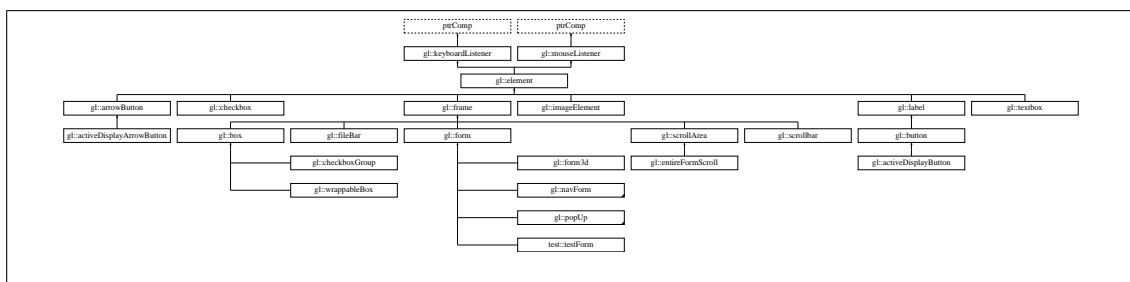 ptrComp ptrComp
gl::keyboardListener gl::mouseListener
gl::element
gl::arrowButton gl::checkbox gl::frame gl::imageElement gl::label gl::textbox
gl::activeDisplayArrowButton gl::box gl::fileBar gl::form gl::scrollArea gl::scrollbar gl::button
gl::checkboxGroup gl::form3d gl::entireFormScroll gl::activeDisplayButton
gl::wrappableBox gl::navForm
gl::popUp
test::testForm